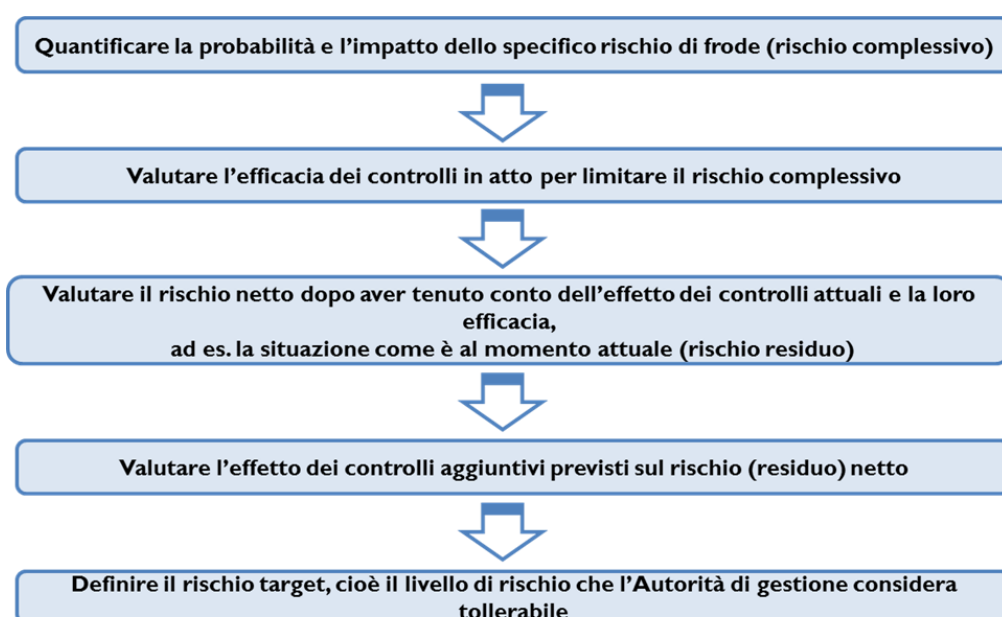 Quantificare la probabilità e l'impatto dello specifico rischio di frode (rischio complessivo)
Valutare l'efficacia dei controlli in atto per limitare il rischio complessivo
Valutare il rischio netto dopo aver tenuto conto dell'effetto dei controlli attuali e la loro
efficacia,
ad es. la situazione come è al momento attuale (rischio residuo)
Valutare l'effetto dei controlli aggiuntivi previsti sul rischio (residuo) netto
Definire il rischio target, cioè il livello di rischio che l'Autorità di gestione considera
tollerabile